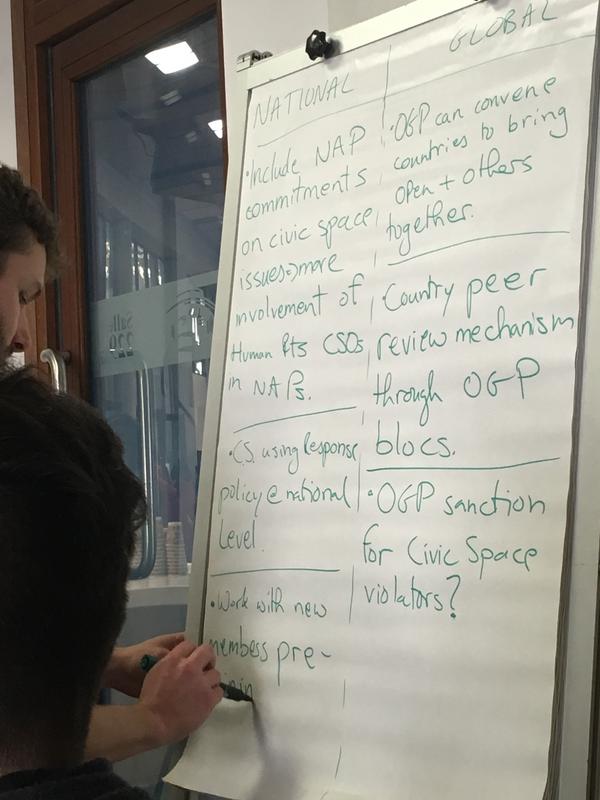 NATIONAL
•Include NAP
commitments
on civic space
issues=>more
involvement of
Human Rts CSOs
in NAPs.
•C.S. using Response
policy @ national
level.
•Work with new
members pre-
GLOBAL
•OGP can convene
countries to bring
open + others
together.
Country peer
review mechanism
through OGP
blocs.
•OGP sanction
for Civic Space
violators?
Salle
220